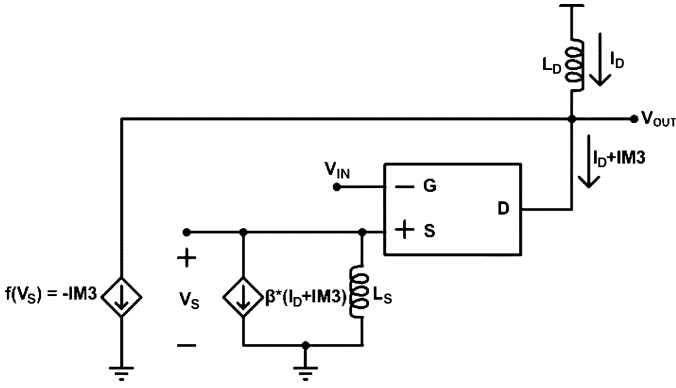 L_D
I_D
V_OUT
I_D+IM3
V_IN
− G
D
+ S
+
f(V_S) = -IM3
V_S
β*(I_D+IM3)
L_S
−